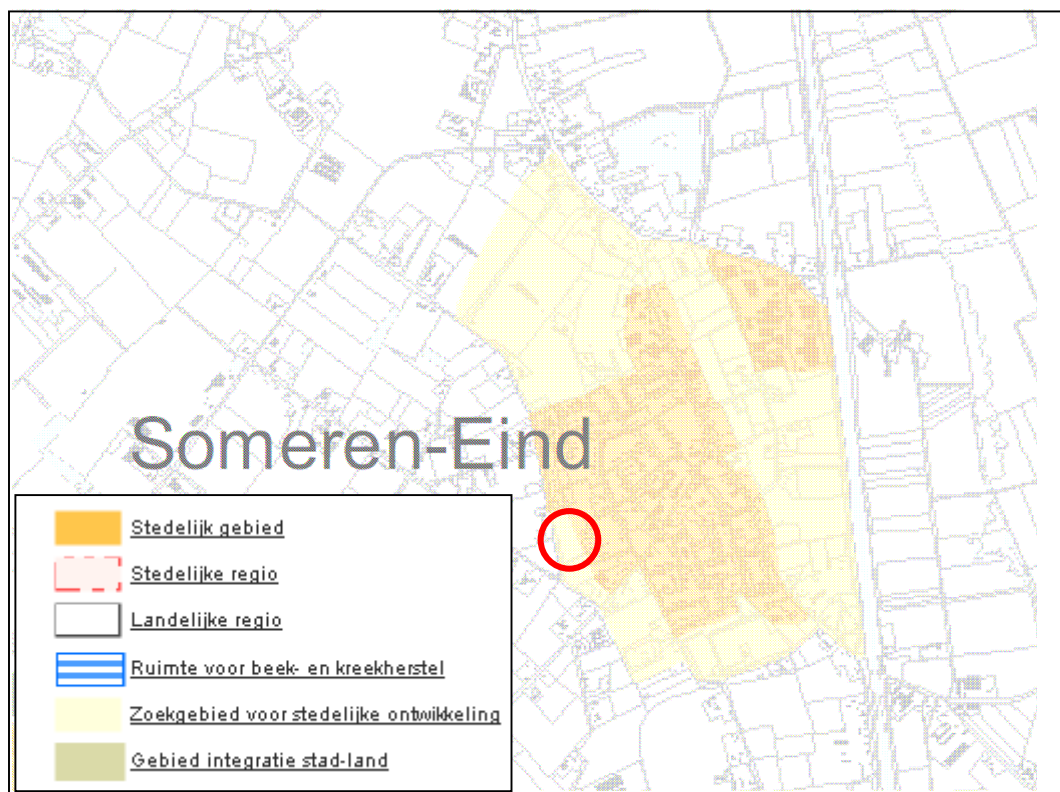 Someren-Eind
Stedelijk gebied
Stedelijke regio
Landelijke regio
Ruimte voor beek- en kreekherstel
Zoekgebied voor stedelijke ontwikkeling
Gebied integratie stad-land